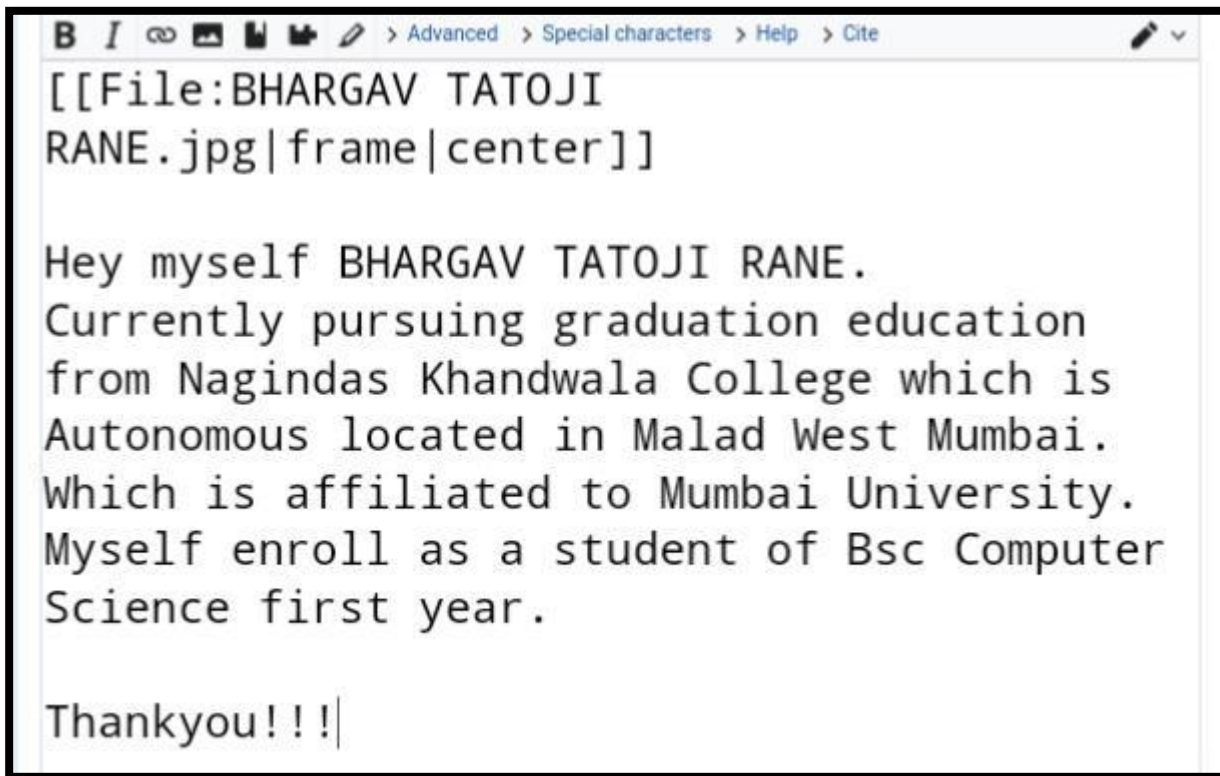 B I > Advanced > Special characters > Help > Cite
[[File:BHARGAV TATOJI
RANE.jpg|frame|center]]
Hey myself BHARGAV TATOJI RANE.
Currently pursuing graduation education
from Nagindas Khandwala College which is
Autonomous located in Malad West Mumbai.
Which is affiliated to Mumbai University.
Myself enroll as a student of Bsc Computer
Science first year.
Thankyou!!!